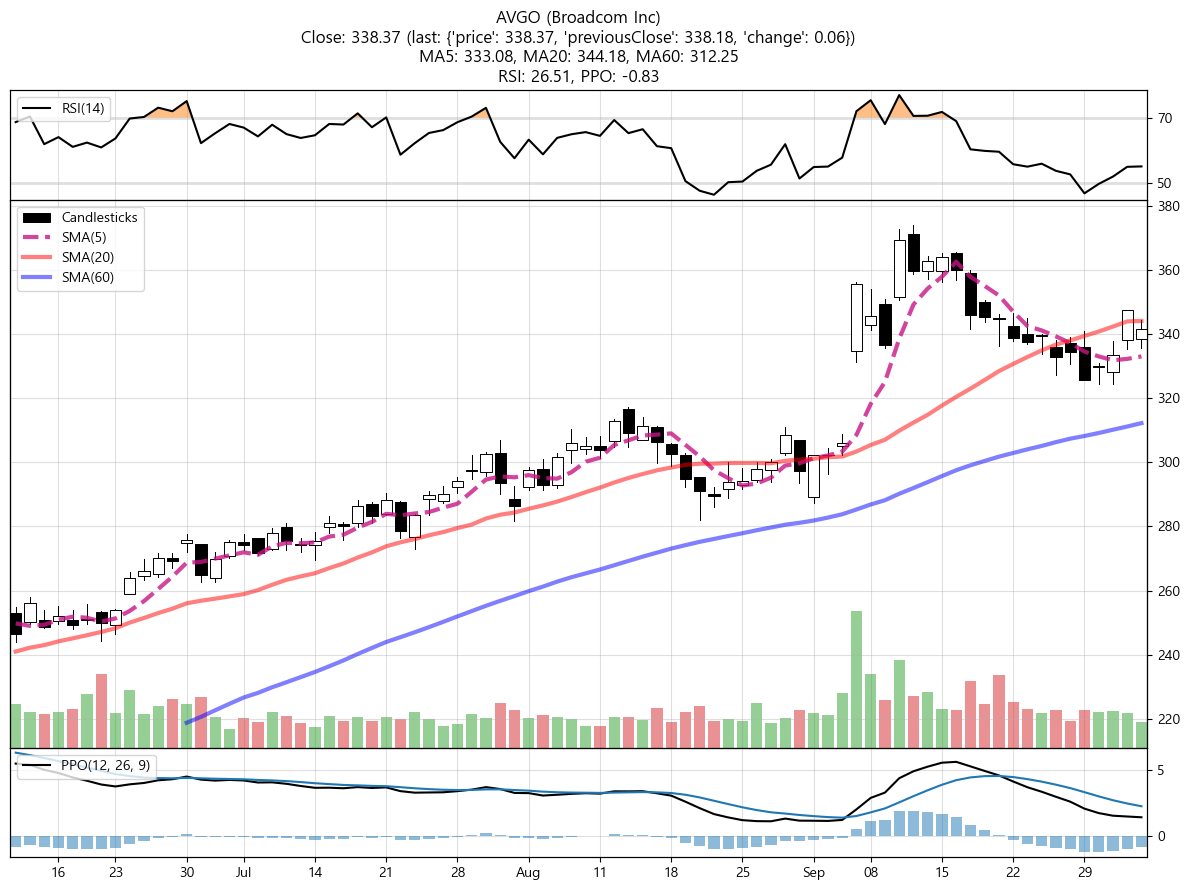 AVGO (Broadcom Inc)
Close: 338.37 (last: {'price': 338.37, 'previousClose': 338.18, 'change': 0.06})
MA5: 333.08, MA20: 344.18, MA60: 312.25
RSI: 26.51, PPO: -0.83
RSI(14)
70
50
Candlesticks
SMA(5)
SMA(20)
SMA(60)
380
360
340
320
300
280
260
240
220
PPO(12, 26, 9)
5
0
16 23 30 Jul 14 21 28 Aug 11 18 25 Sep 08 15 22 29